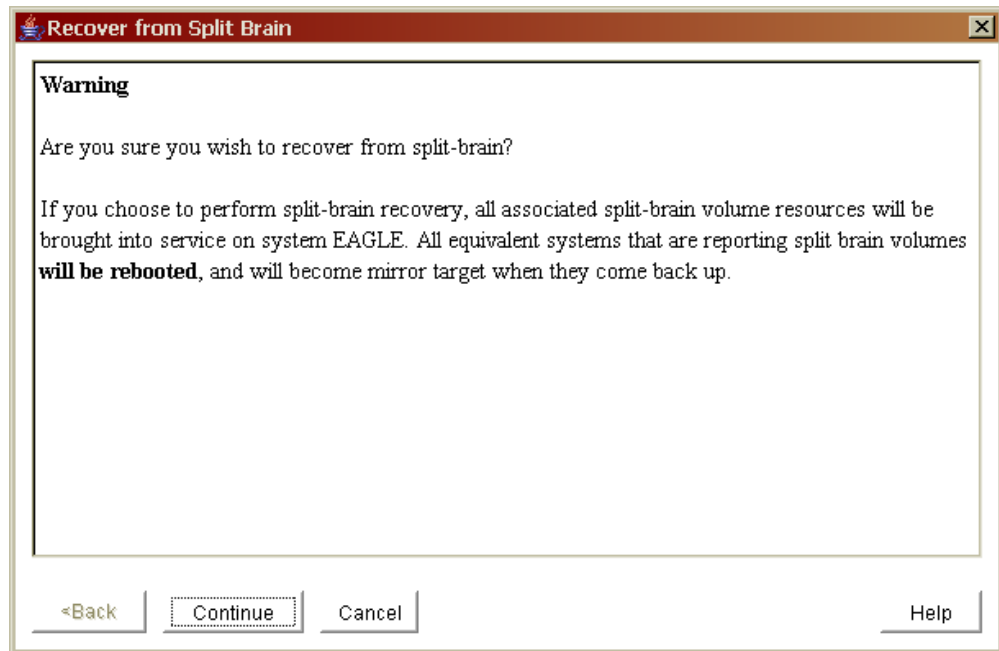 Recover from Split Brain
Warning
Are you sure you wish to recover from split-brain?
If you choose to perform split-brain recovery, all associated split-brain volume resources will be
brought into service on system EAGLE. All equivalent systems that are reporting split brain volumes
will be rebooted, and will become mirror target when they come back up.
<Back Continue Cancel Help